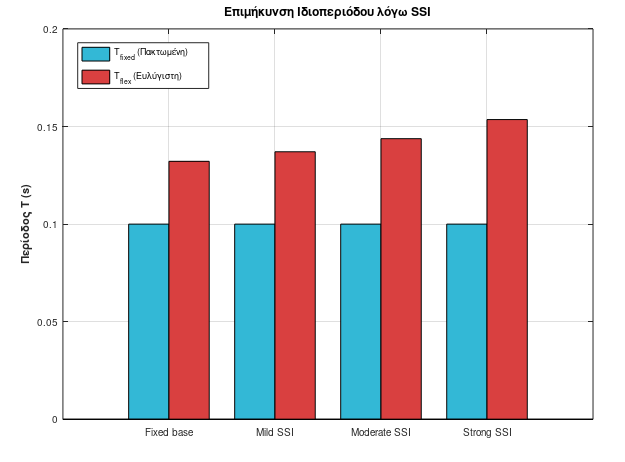 Επιμήκυνση Ιδιοπεριόδου λόγω SSI
T_fixed (Πακτωμένη)
T_flex (Ευλύγιστη)
Περίοδος T (s)
0.2
0.15
0.1
0.05
0
Fixed base
Mild SSI
Moderate SSI
Strong SSI